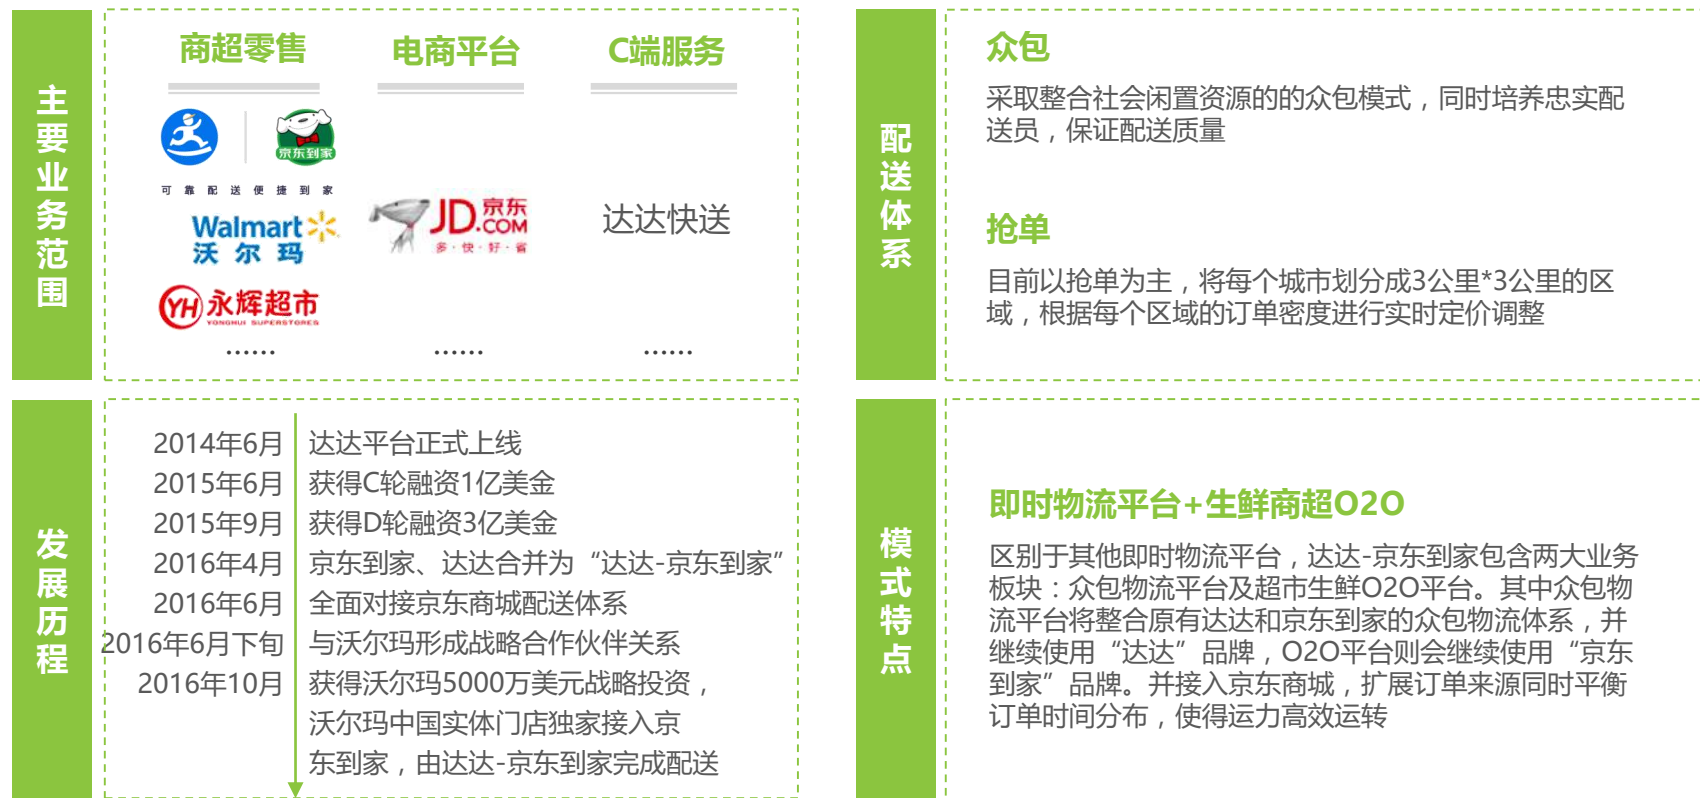 主要业务范围
商超零售
电商平台
C端服务
京东到家
可靠配送便捷到家
Walmart
沃尔玛
YH 永辉超市
YONGHUI SUPERSTORES
JD.京东
.COM
多·快·好·省
达达快送
……
……
……
配送体系
众包
采取整合社会闲置资源的的众包模式，同时培养忠实配
送员，保证配送质量
抢单
目前以抢单为主，将每个城市划分成3公里*3公里的区
域，根据每个区域的订单密度进行实时定价调整
发展历程
2014年6月 达达平台正式上线
2015年6月 获得C轮融资1亿美金
2015年9月 获得D轮融资3亿美金
2016年4月 京东到家、达达合并为“达达-京东到家”
2016年6月 全面对接京东商城配送体系
2016年6月下旬 与沃尔玛形成战略合作伙伴关系
2016年10月 获得沃尔玛5000万美元战略投资，
沃尔玛中国实体门店独家接入京
东到家，由达达-京东到家完成配送
模式特点
即时物流平台+生鲜商超O2O
区别于其他即时物流平台，达达-京东到家包含两大业务
板块：众包物流平台及超市生鲜O2O平台。其中众包物
流平台将整合原有达达和京东到家的众包物流体系，并
继续使用“达达”品牌，O2O平台则会继续使用“京东
到家”品牌。并接入京东商城，扩展订单来源同时平衡
订单时间分布，使得运力高效运转